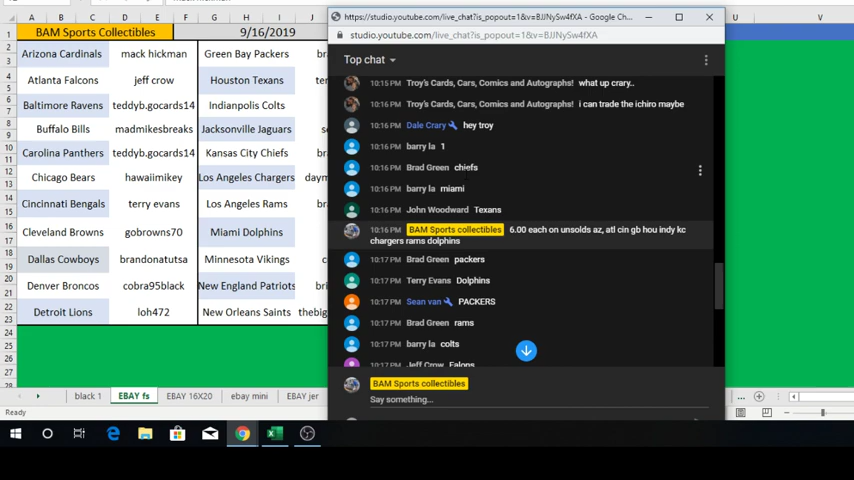 BAM Sports Collectibles 9/16/2019
A B C D E F G H I J U V
Arizona Cardinals mack hickman Green Bay Packers
Atlanta Falcons jeff crow Houston Texans
Baltimore Ravens teddyb.gocards14 Indianpolis Colts
Buffalo Bills madmikesbreaks Jacksonville Jaguars
Carolina Panthers teddyb.gocards14 Kansas City Chiefs
Chicago Bears hawaiimikey Los Angeles Chargers
Cincinnati Bengals terry evans Los Angeles Rams
Cleveland Browns gobrowns70 Miami Dolphins
Dallas Cowboys brandonatutsa Minnesota Vikings
Denver Broncos cobra95black New England Patriots
Detroit Lions loh472 New Orleans Saints
https://studio.youtube.com/live_chat?is_popout=1&v=BJJNySw4fXA - Google Ch...
studio.youtube.com/live_chat?is_popout=1&v=BJJNySw4fXA
Top chat
10:15 PM Troy's Cards, Cars, Comics and Autographs! what up crary..
10:16 PM Troy's Cards, Cars, Comics and Autographs! i can trade the ichiro maybe
10:16 PM Dale Crary hey troy
10:16 PM barry la 1
10:16 PM Brad Green chiefs
10:16 PM barry la miami
10:16 PM John Woodward Texans
10:16 PM BAM Sports collectibles 6.00 each on unsolds az, atl cin gb hou indy kc
chargers rams dolphins
10:17 PM Brad Green packers
10:17 PM Terry Evans Dolphins
10:17 PM Sean van PACKERS
10:17 PM Brad Green rams
10:17 PM barry la colts
10:17 PM Jeff Crow Falons
BAM Sports collectibles
Say something...
black 1 EBAY fs EBAY 16X20 ebay mini EBAY jer
Ready